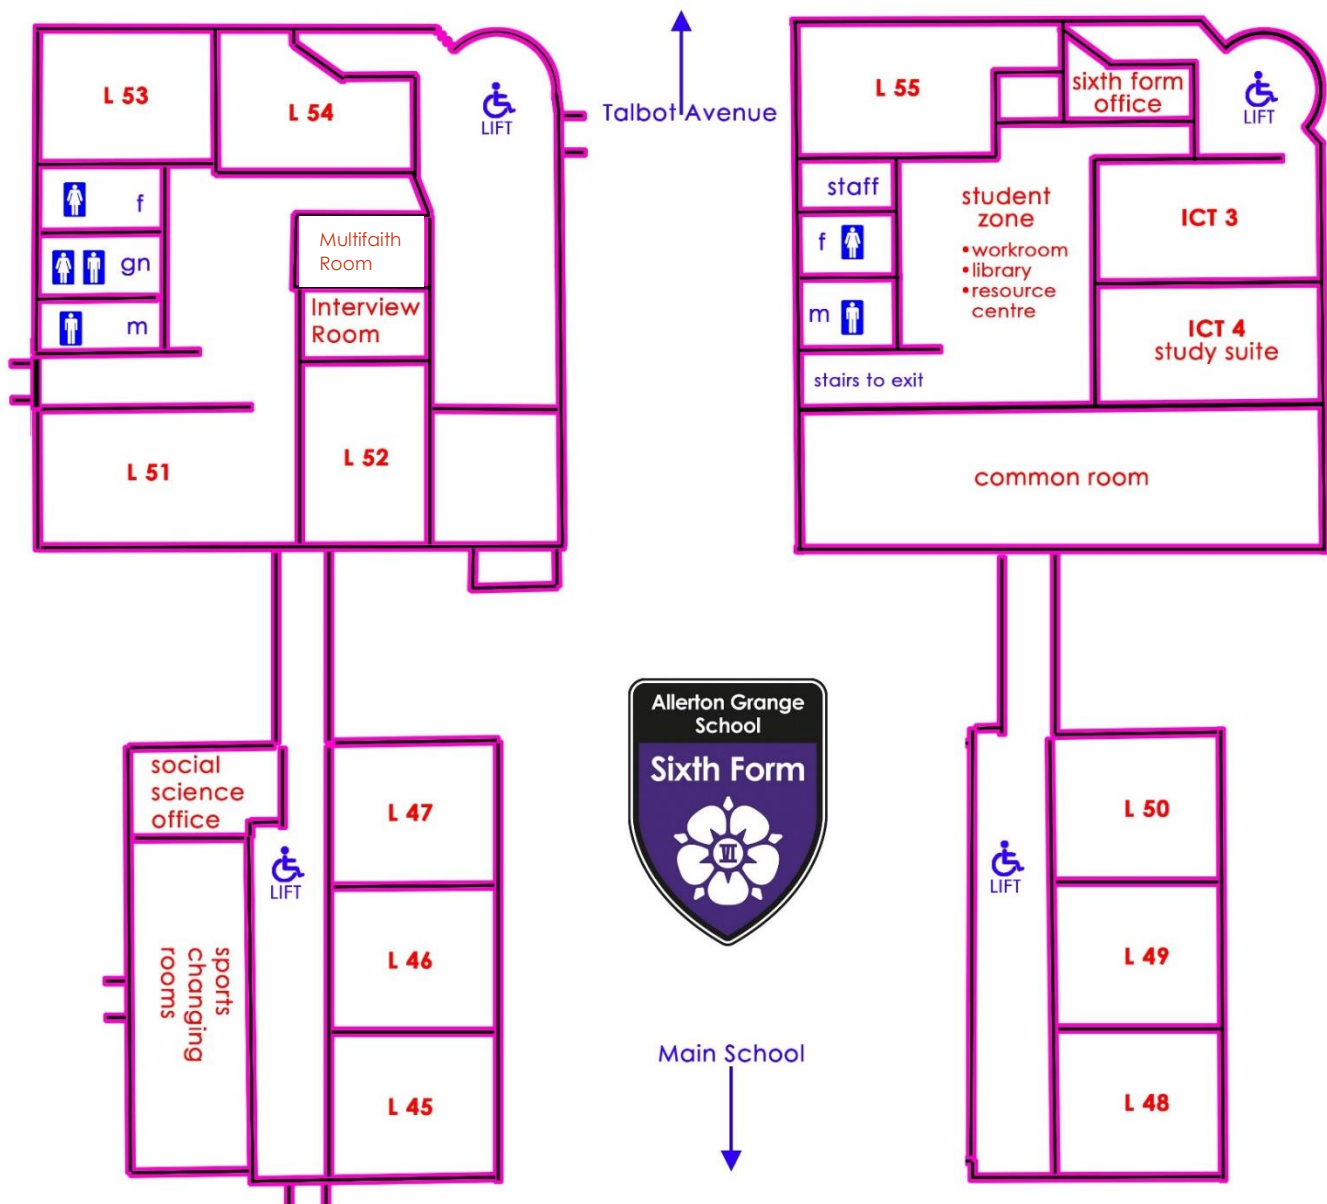 L 53
L 54
LIFT
f
gn
m
Multifaith
Room
Interview
Room
L 51
L 52
Talbot Avenue
L 55
sixth form
office
LIFT
staff
f
m
student
zone
•workroom
•library
•resource
centre
ICT 3
ICT 4
study suite
stairs to exit
common room
social
science
office
LIFT
sports
changing
rooms
L 47
L 46
L 45
Allerton Grange
School
Sixth Form
VI
Main School
LIFT
L 50
L 49
L 48